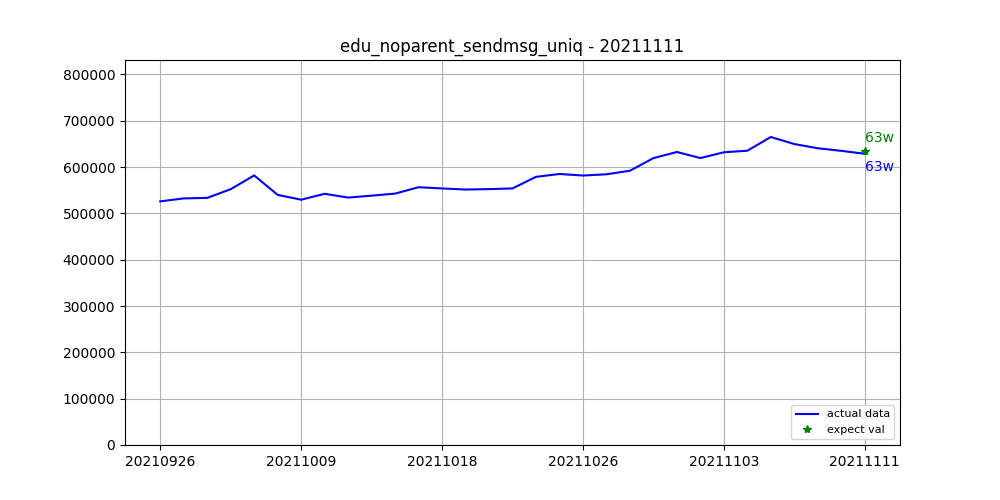 edu_noparent_sendmsg_uniq - 20211111
800000
700000
600000
500000
400000
300000
200000
100000
0
63w
63w
actual data
expect val
20210926 20211009 20211018 20211026 20211103 20211111